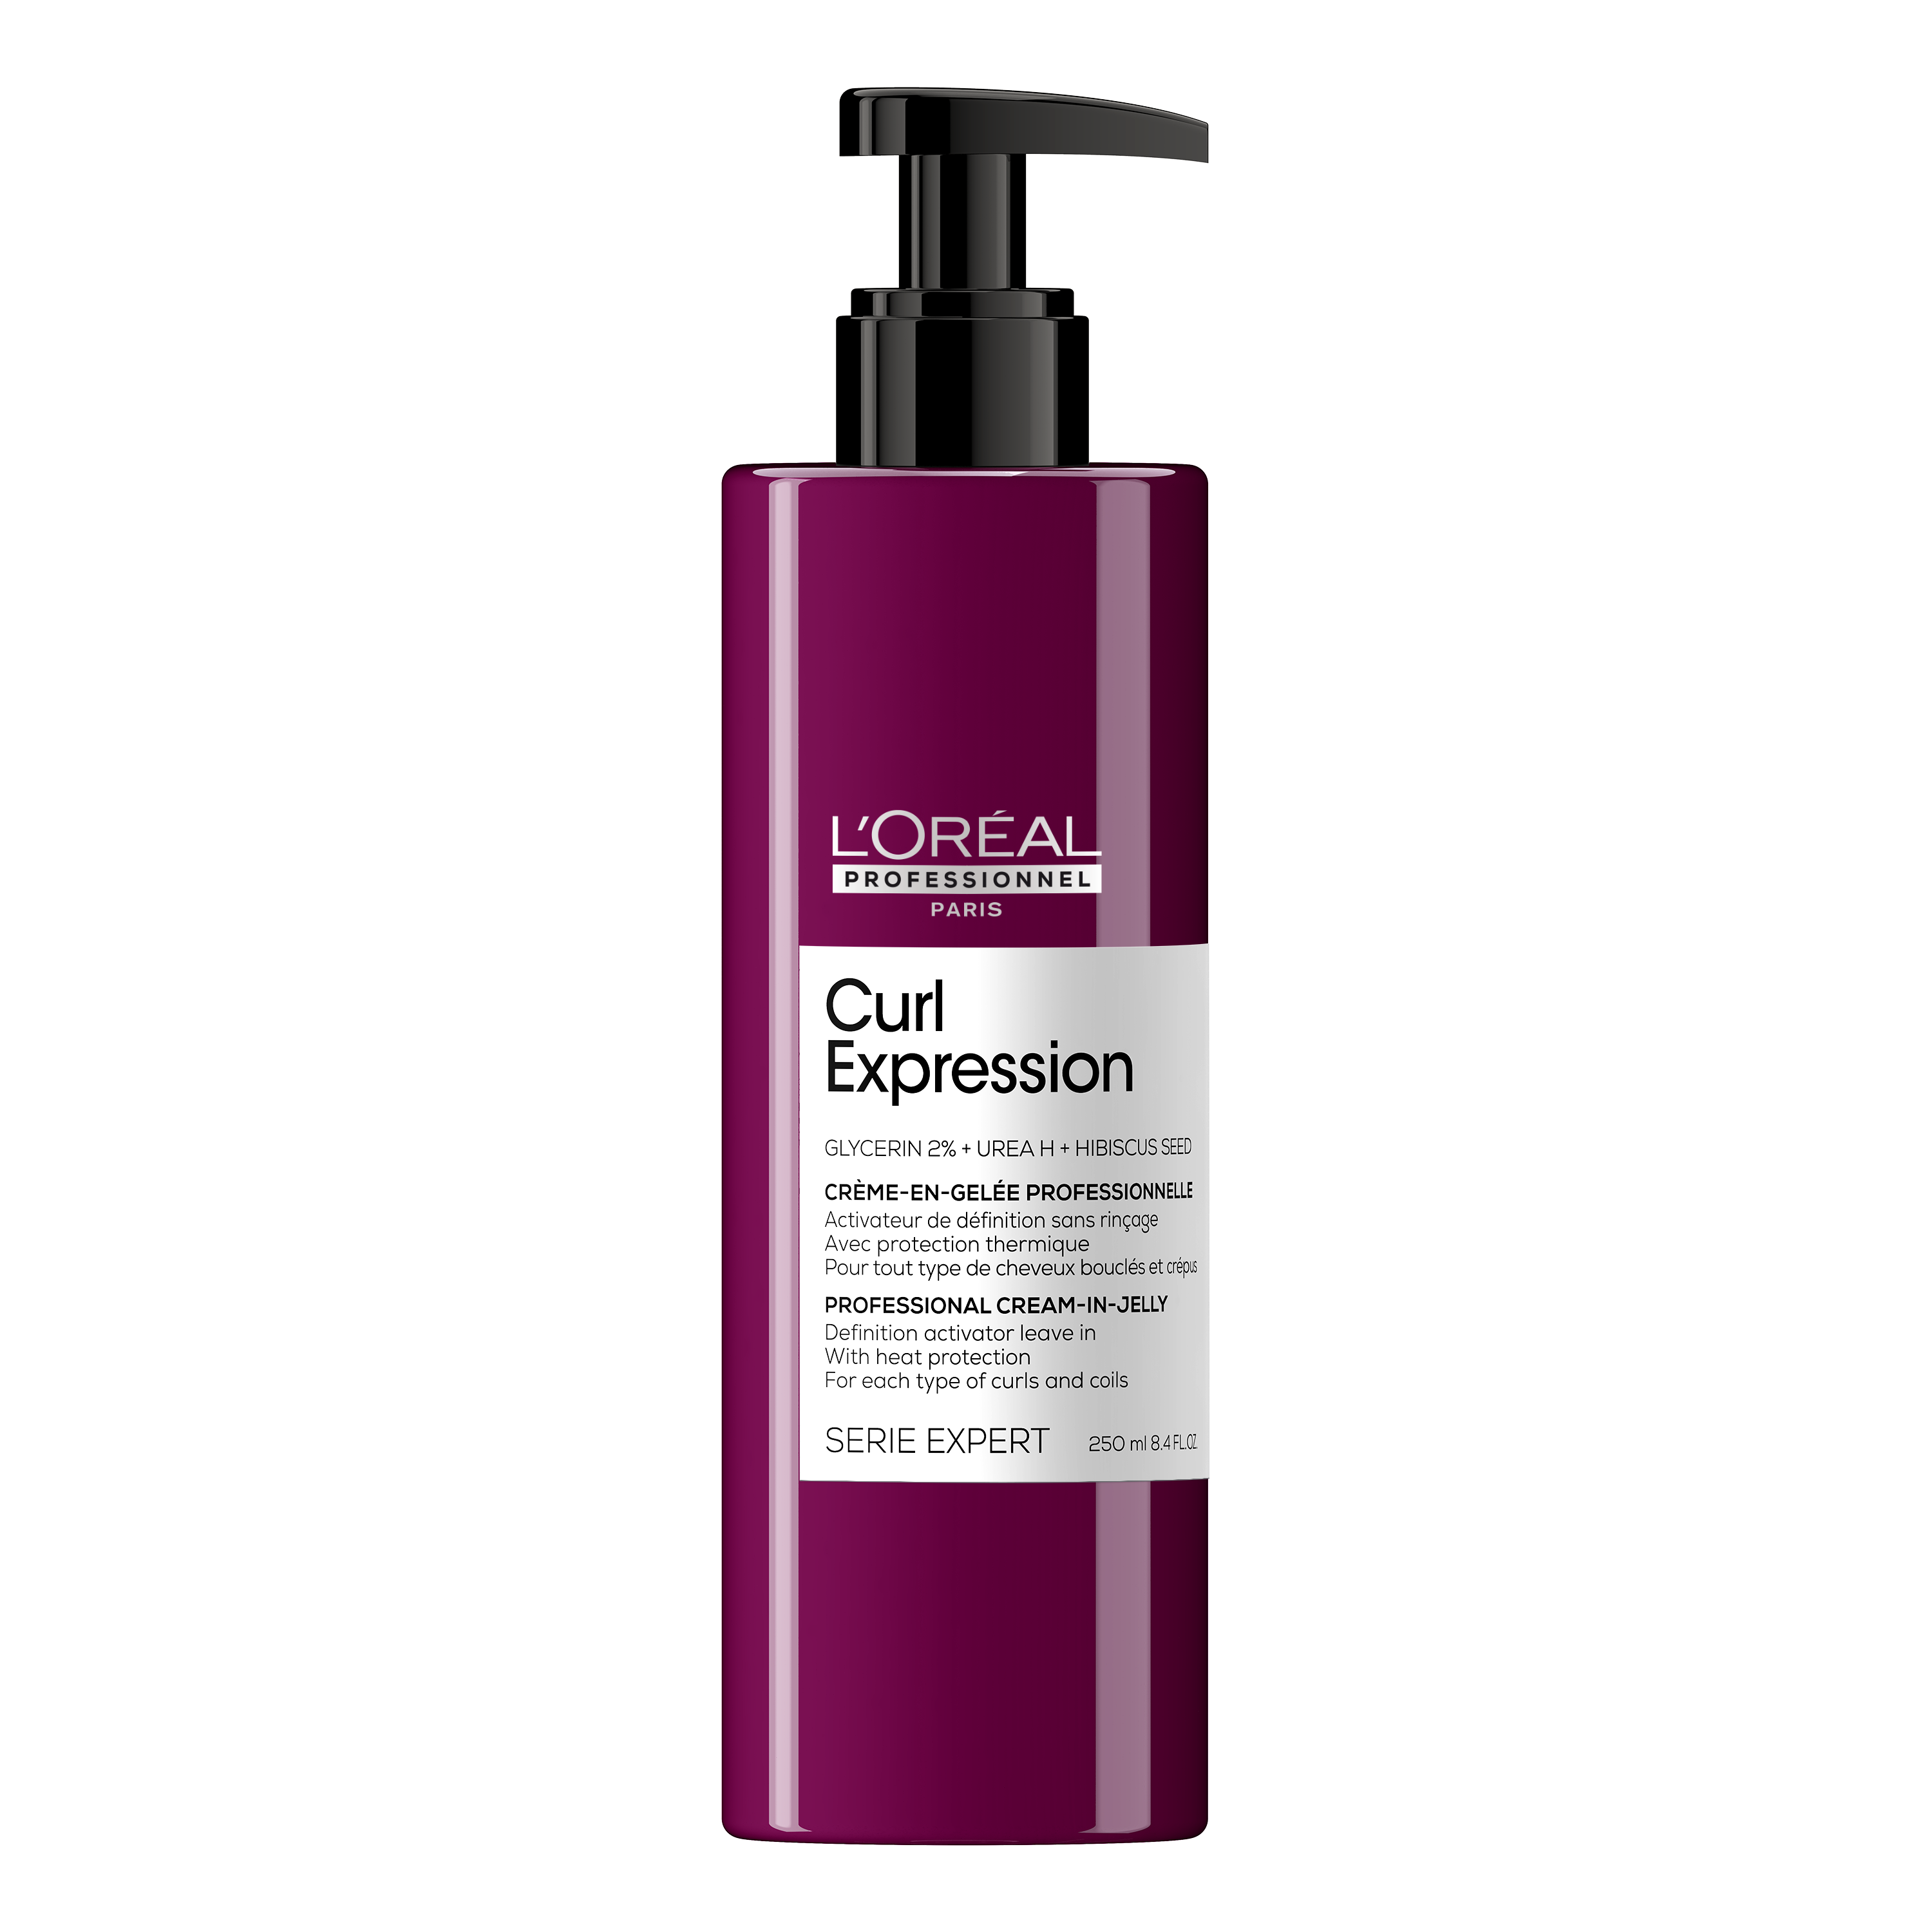 L'ORÉAL
PROFESSIONNEL
PARIS
Curl
Expression
GLYCERIN 2% + UREA H + HIBISCUS SEED
CRÈME-EN-GELÉE PROFESSIONNELLE
Activateur de définition sans rinçage
Avec protection thermique
Pour tout type de cheveux bouclés et crépus
PROFESSIONAL CREAM-IN-JELLY
Definition activator leave in
With heat protection
For each type of curls and coils
SERIE EXPERT 250 ml 8.4 FL.OZ